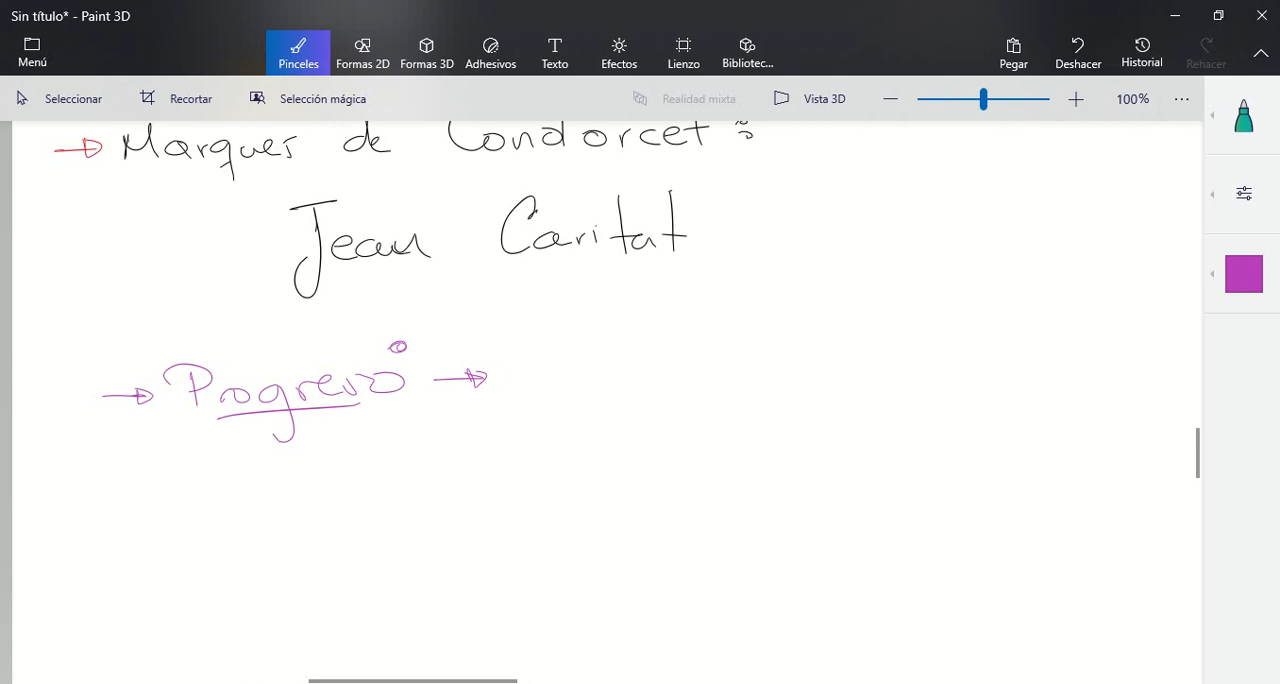 Sin título* - Paint 3D
Menú Pinceles Formas 2D Formas 3D Adhesivos Texto Efectos Lienzo Bibliotec... Pegar Deshacer Historial Rehacer
Seleccionar Recortar Selección mágica Realidad mixta Vista 3D 100%
→ Marques de Condorcet :
Jean Caritat
→ Progreso →